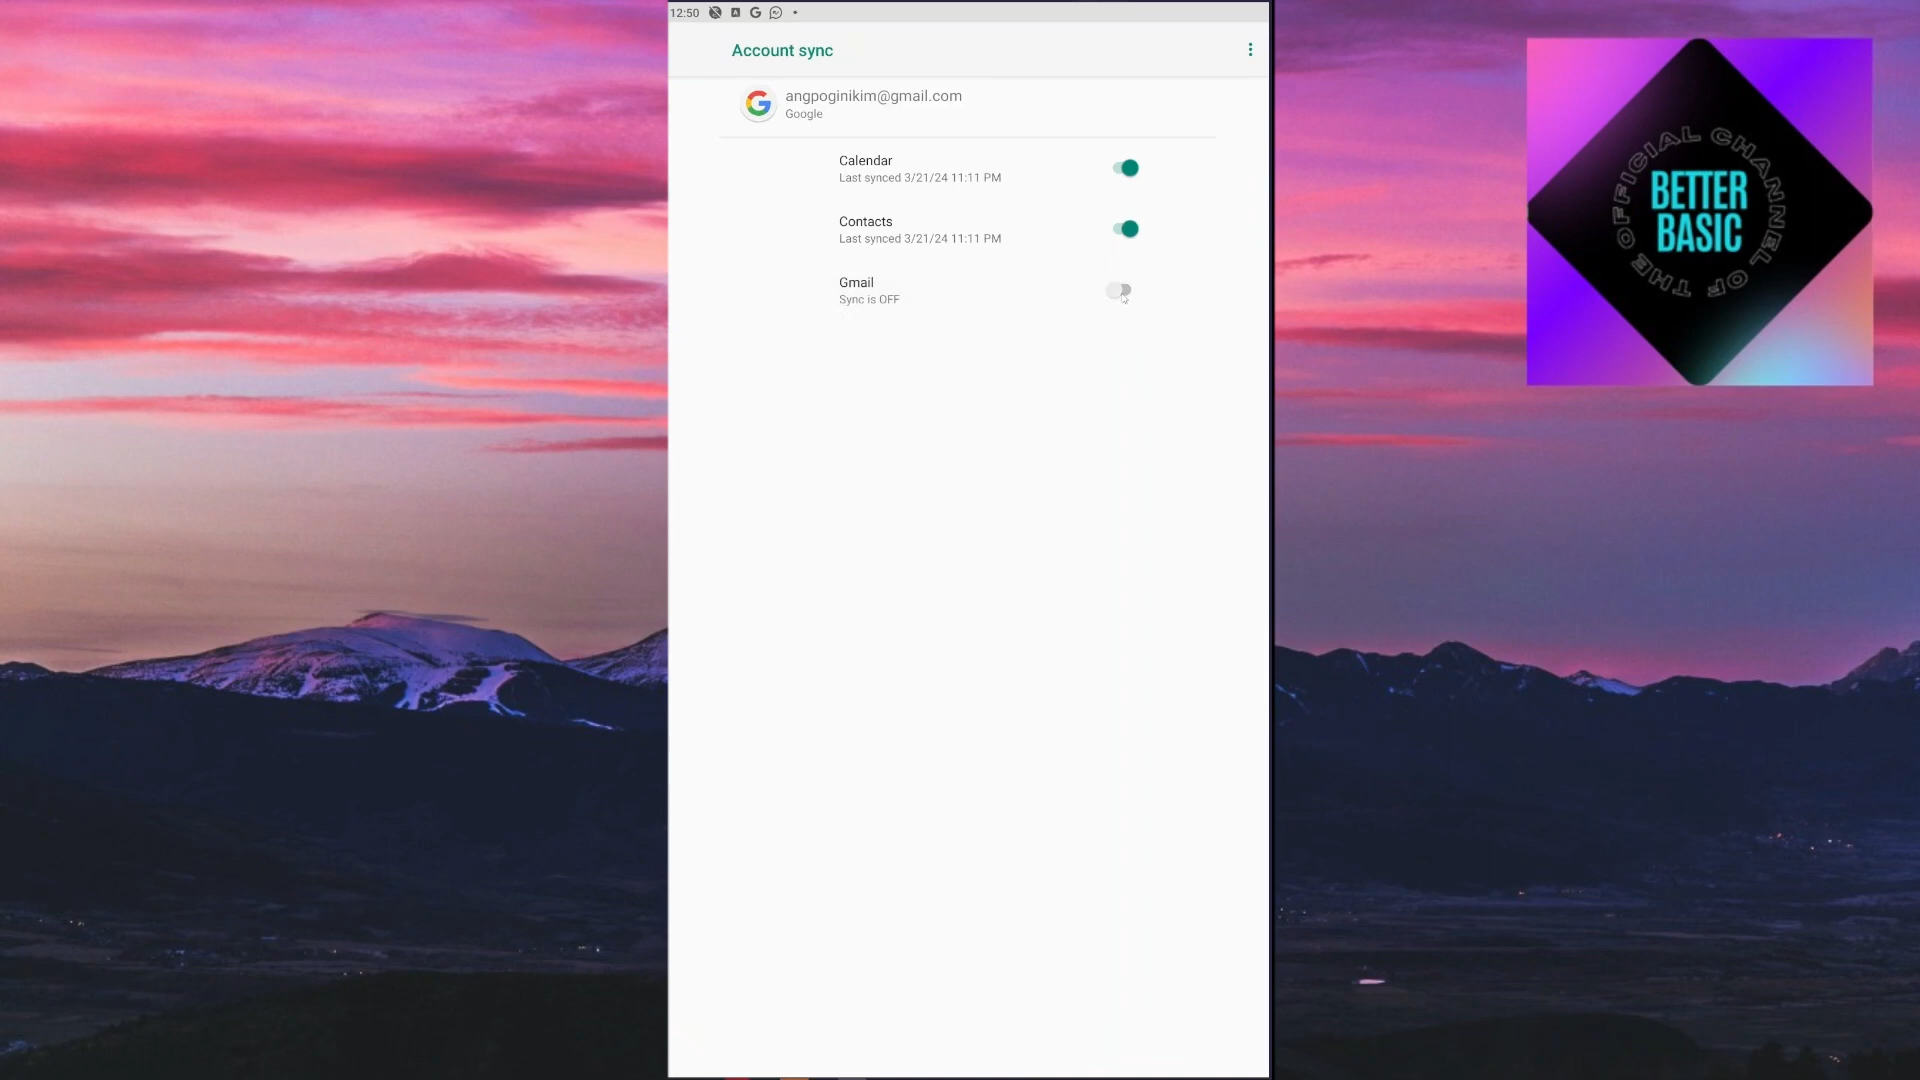 12:50
Account sync
angpoginikim@gmail.com
Google
Calendar
Last synced 3/21/24 11:11 PM
Contacts
Last synced 3/21/24 11:11 PM
Gmail
Sync is OFF
OFFICIAL CHANNEL OF THE
BETTER
BASIC